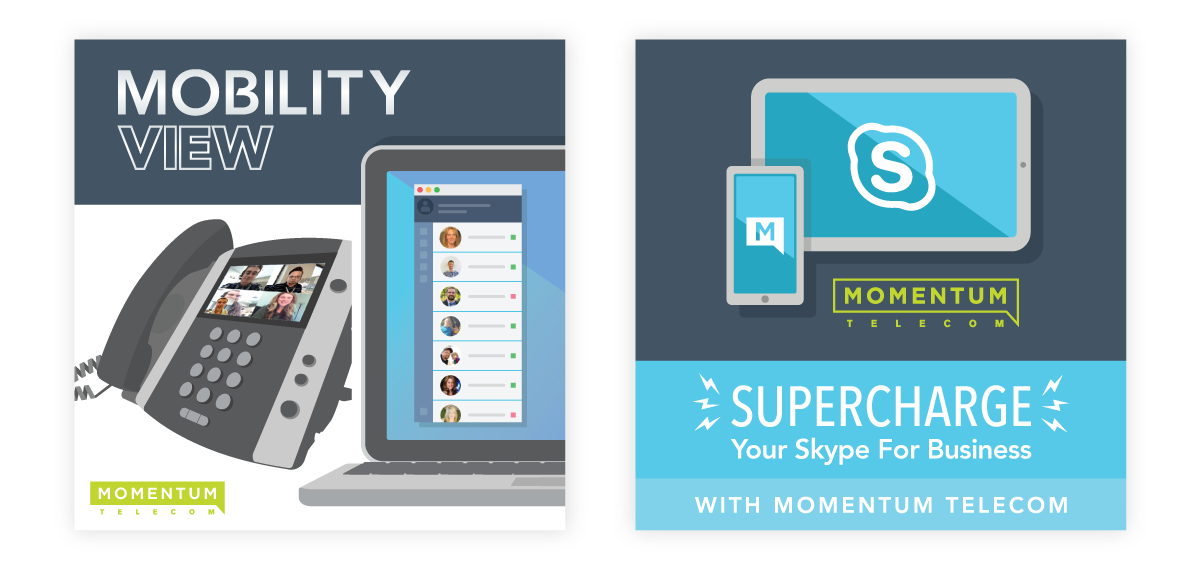 MOBILITY
VIEW
MOMENTUM
TELECOM
S
M
MOMENTUM
TELECOM
SUPERCHARGE
Your Skype For Business
WITH MOMENTUM TELECOM